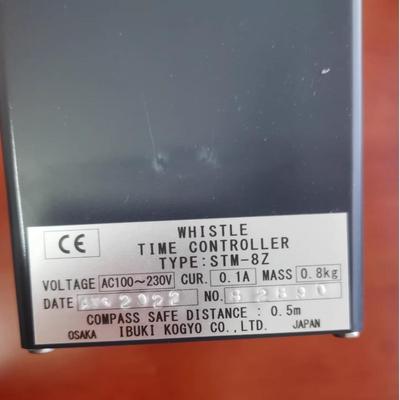 CE
WHISTLE
TIME CONTROLLER
TYPE:STM-8Z
VOLTAGE AC100~230V CUR. 0.1A MASS 0.8kg
DATE 2022 NO.
COMPASS SAFE DISTANCE : 0.5m
OSAKA IBUKI KOGYO CO.,LTD. JAPAN